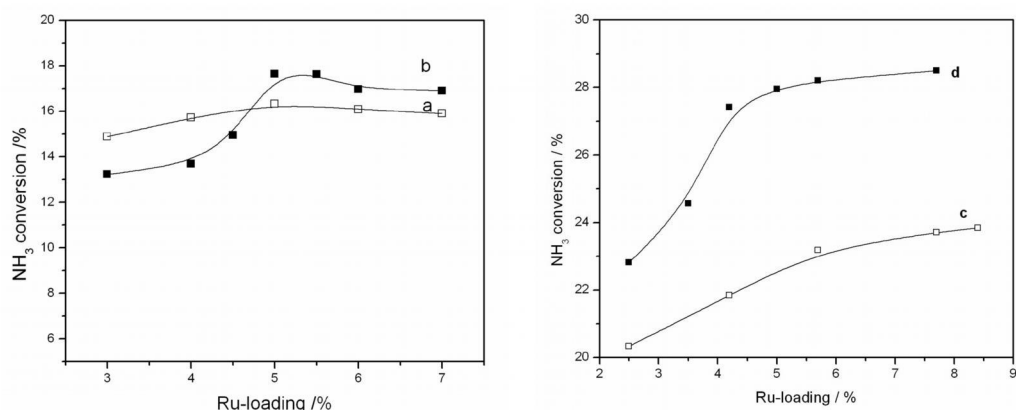 20
18
16
14
12
10
8
6
NH₃ conversion /%
b
a
3 4 5 6 7
Ru-loading /%
30
28
26
24
22
20
NH₃ conversion / %
d
c
2 3 4 5 6 7 8 9
Ru-loading / %